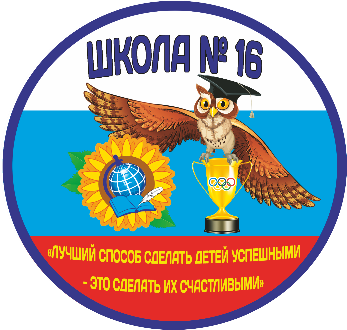 ШКОЛА № 16
«ЛУЧШИЙ СПОСОБ СДЕЛАТЬ ДЕТЕЙ УСПЕШНЫМИ
- ЭТО СДЕЛАТЬ ИХ СЧАСТЛИВЫМИ»